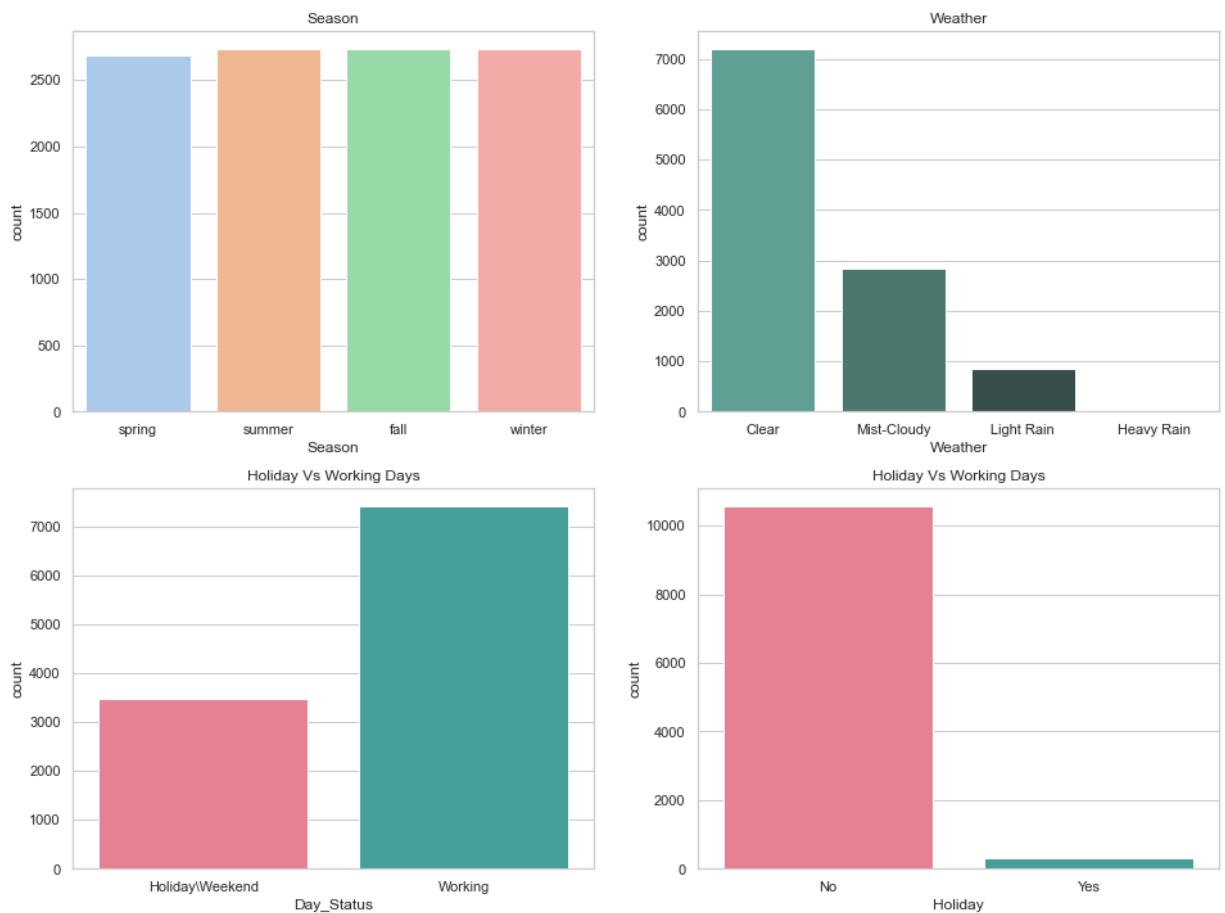 Season
count
2500
2000
1500
1000
500
0
spring summer fall winter
Season
Weather
count
7000
6000
5000
4000
3000
2000
1000
0
Clear Mist-Cloudy Light Rain Heavy Rain
Weather
Holiday Vs Working Days
count
7000
6000
5000
4000
3000
2000
1000
0
Holiday\Weekend Working
Day_Status
Holiday Vs Working Days
count
10000
8000
6000
4000
2000
0
No Yes
Holiday